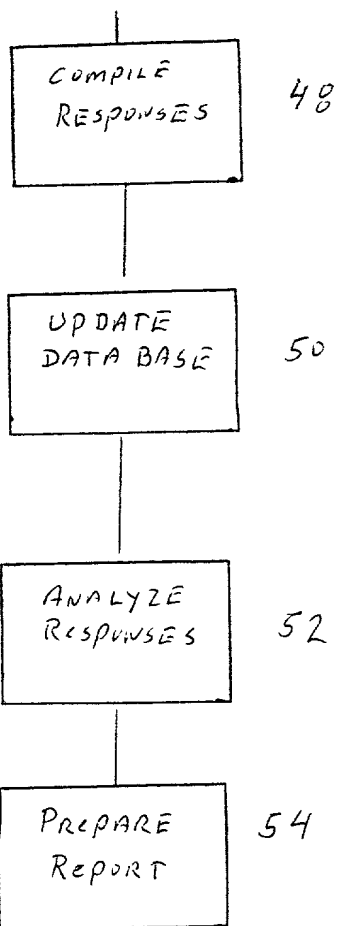 COMPILE
RESPONSES
48
UPDATE
DATA BASE
50
ANALYZE
RESPONSES
52
PREPARE
REPORT
54